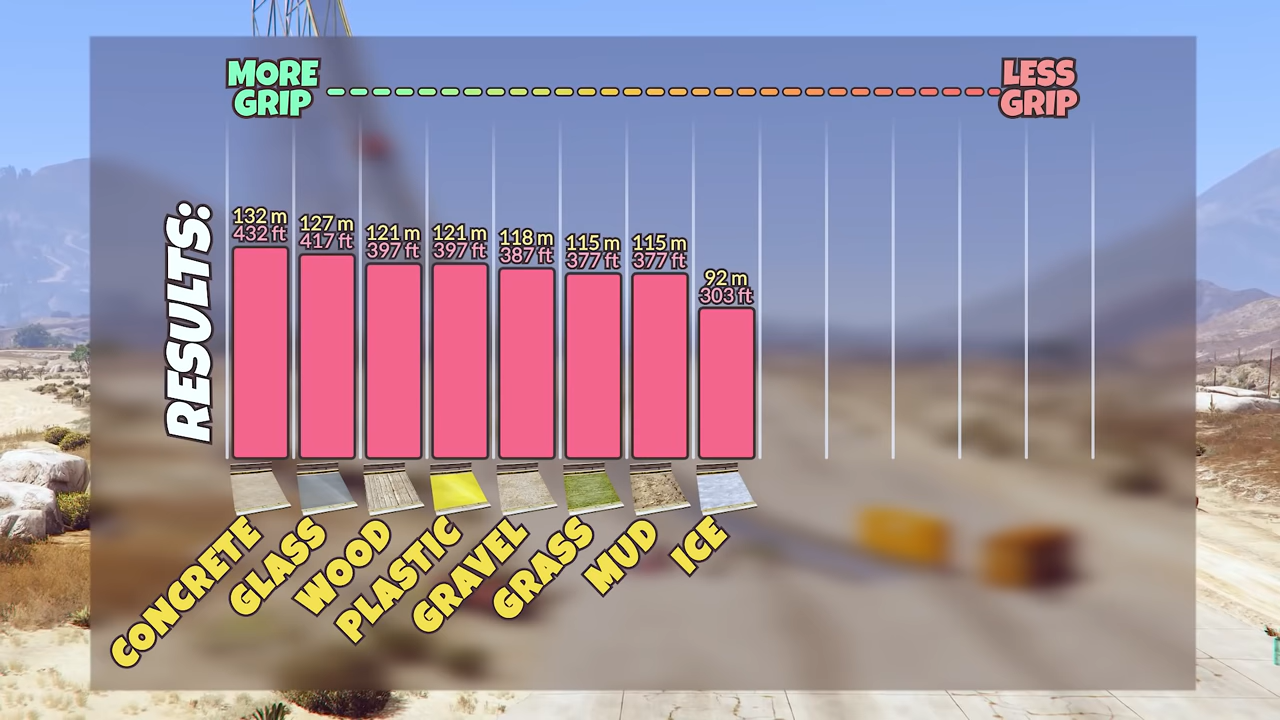 MORE
GRIP
LESS
GRIP
RESULTS:
132 m
432 ft
127 m
417 ft
121 m
397 ft
121 m
397 ft
118 m
387 ft
115 m
377 ft
115 m
377 ft
92 m
303 ft
CONCRETE
GLASS
WOOD
PLASTIC
GRAVEL
GRASS
MUD
ICE